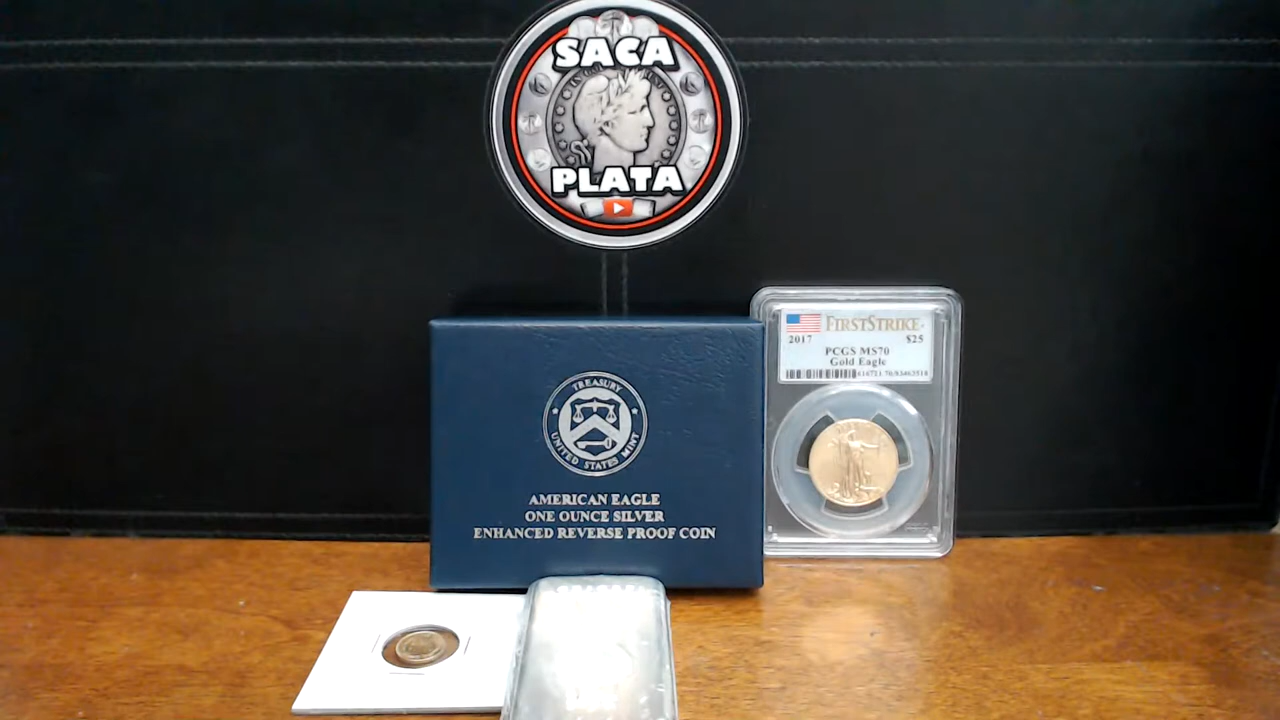 SACA
PLATA
FIRSTSTRIKE
2017 $25
PCGS MS70
Gold Eagle
TREASURY
UNITED STATES MINT
AMERICAN EAGLE
ONE OUNCE SILVER
ENHANCED REVERSE PROOF COIN